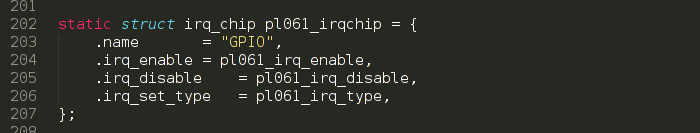 201
202 static struct irq_chip pl061_irqchip = {
203 .name = "GPIO",
204 .irq_enable = pl061_irq_enable,
205 .irq_disable = pl061_irq_disable,
206 .irq_set_type = pl061_irq_type,
207 };
208